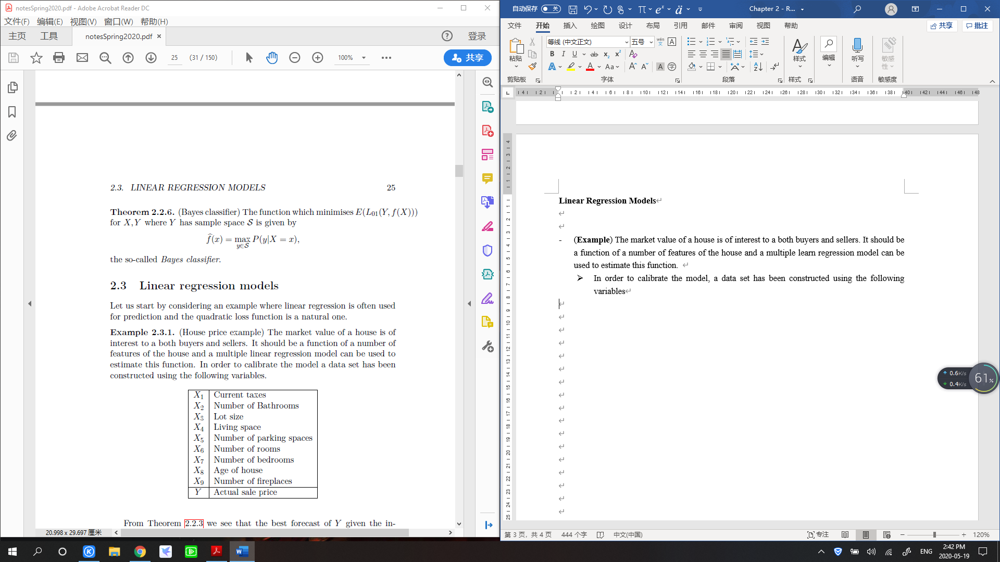 notesSpring2020.pdf - Adobe Acrobat Reader DC
文件(F) 编辑(E) 视图(V) 窗口(W) 帮助(H)
主页 工具 notesSpring2020.pdf × 登录
25 (31 / 150) 100% 共享
2.3. LINEAR REGRESSION MODELS 25
Theorem 2.2.6. (Bayes classifier) The function which minimises E(L₀₁(Y, f(X)))
for X, Y where Y has sample space S is given by
f̂(x) = max P(y|X = x),
y∈S
the so-called Bayes classifier.
2.3 Linear regression models
Let us start by considering an example where linear regression is often used
for prediction and the quadratic loss function is a natural one.
Example 2.3.1. (House price example) The market value of a house is of
interest to a both buyers and sellers. It should be a function of a number of
features of the house and a multiple linear regression model can be used to
estimate this function. In order to calibrate the model a data set has been
constructed using the following variables.
X₁ Current taxes
X₂ Number of Bathrooms
X₃ Lot size
X₄ Living space
X₅ Number of parking spaces
X₆ Number of rooms
X₇ Number of bedrooms
X₈ Age of house
X₉ Number of fireplaces
Y Actual sale price
From Theorem 2.2.3 we see that the best forecast of Y given the in-
20.998 x 29.697 厘米
自动保存 关 Chapter 2 - R...
文件 开始 插入 绘图 设计 布局 引用 邮件 审阅 视图 帮助 共享 批注
等线 (中文正文) 五号
粘贴 样式 编辑 听写 敏感性
剪贴板 字体 段落 样式 语音 敏感度
Linear Regression Models
- (Example) The market value of a house is of interest to a both buyers and sellers. It should be
a function of a number of features of the house and a multiple learn regression model can be
used to estimate this function.
➢ In order to calibrate the model, a data set has been constructed using the following
variables
0.6K/s
0.4K/s
61%
第 3 页，共 4 页 444 个字 中文(中国) 专注 120%
ENG 2:42 PM
2020-05-19